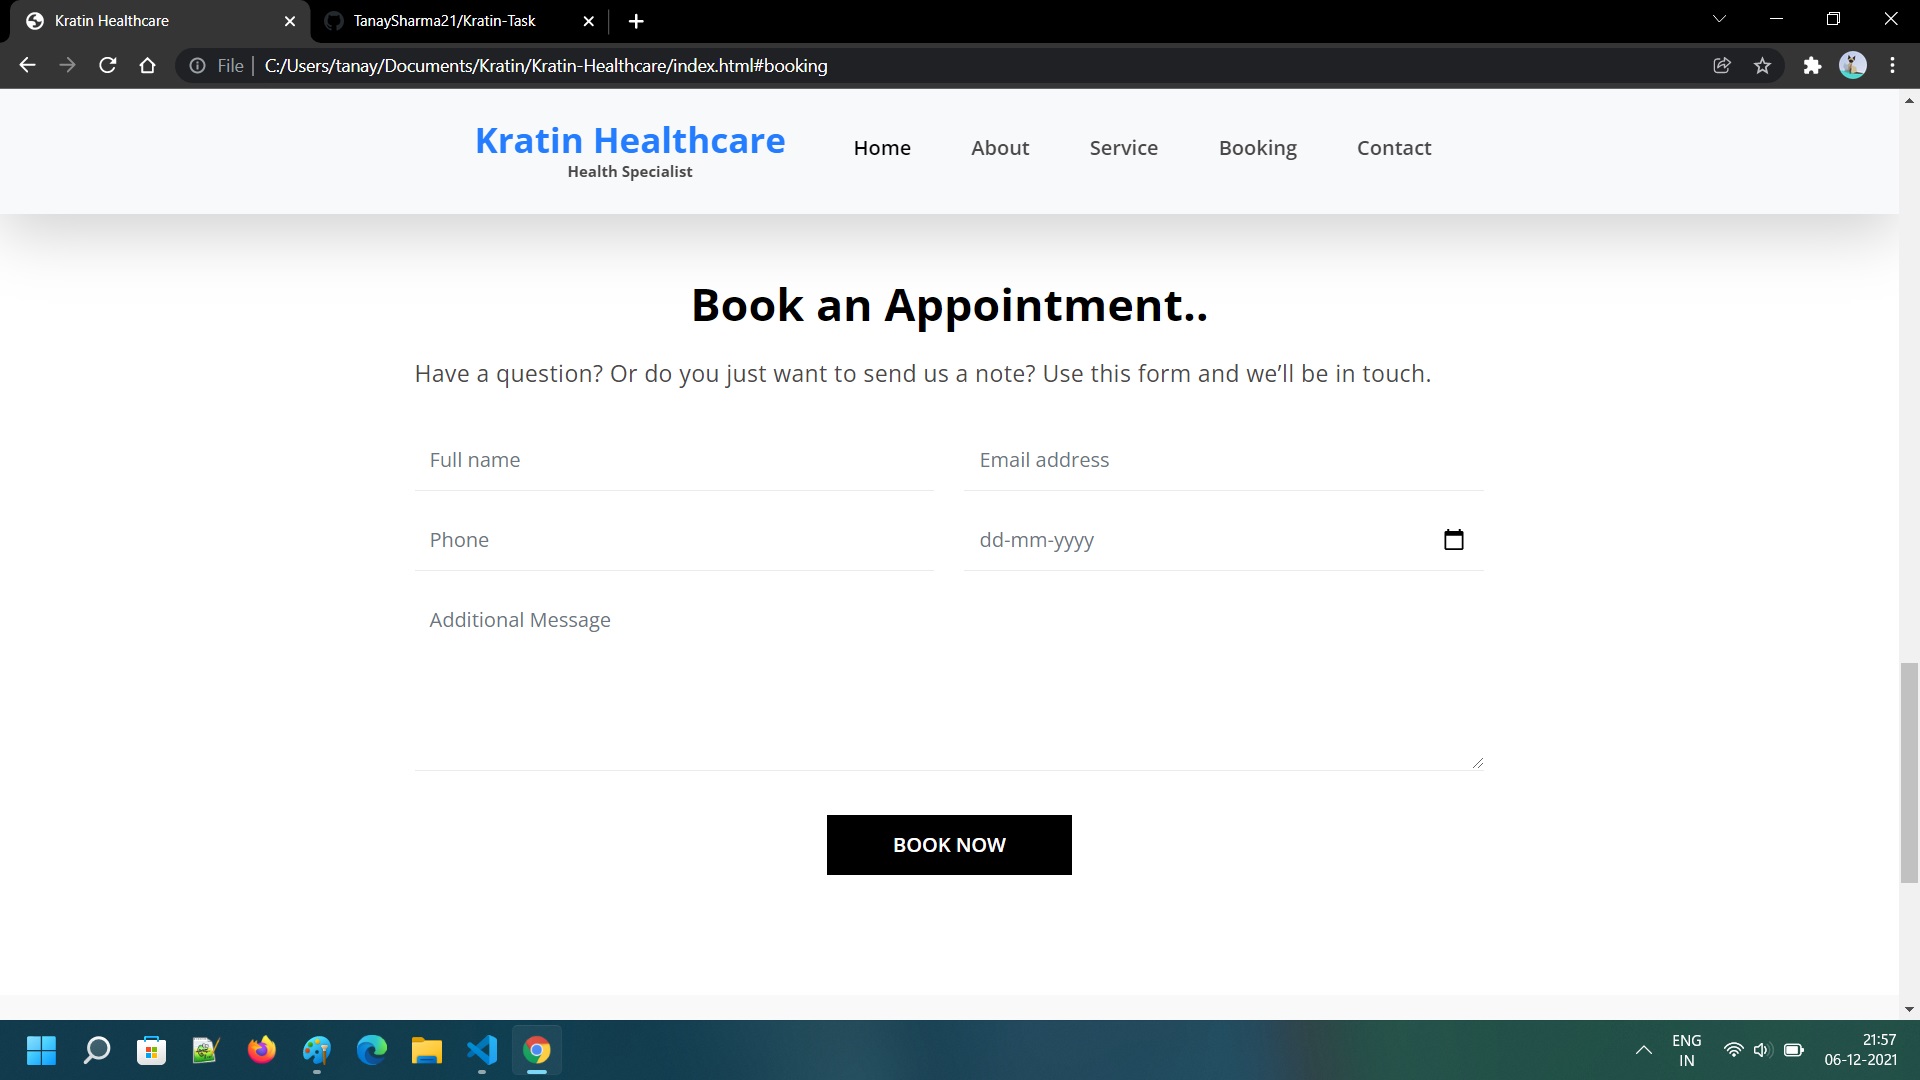 Kratin Healthcare
TanaySharma21/Kratin-Task
File
C:/Users/tanay/Documents/Kratin/Kratin-Healthcare/index.html#booking
Kratin Healthcare
Health Specialist
Home
About
Service
Booking
Contact
Book an Appointment..
Have a question? Or do you just want to send us a note? Use this form and we’ll be in touch.
Full name
Email address
Phone
dd-mm-yyyy
Additional Message
BOOK NOW
ENG
IN
21:57
06-12-2021